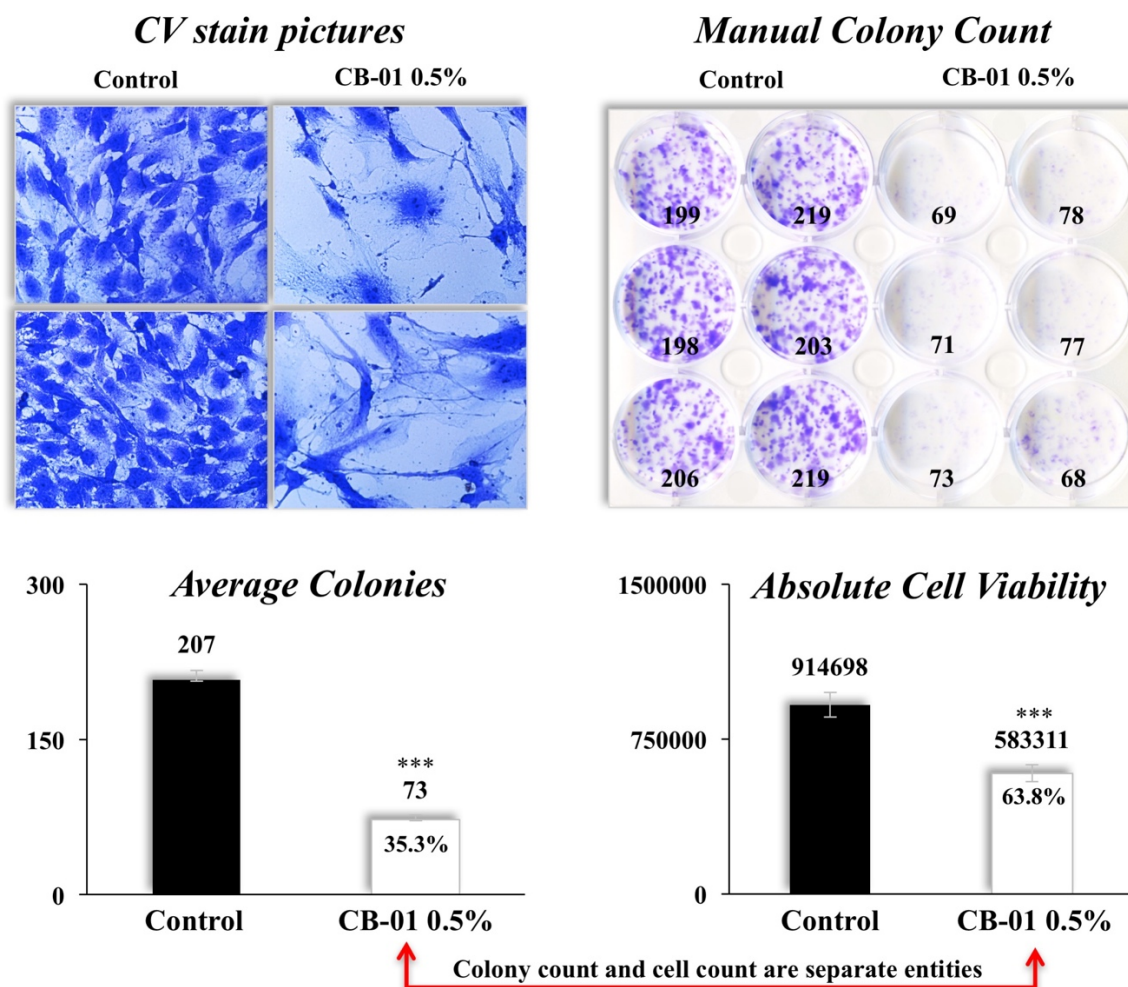 CV stain pictures
Control CB-01 0.5%
Manual Colony Count
Control CB-01 0.5%
199 219 69 78
198 203 71 77
206 219 73 68
Average Colonies
300
150
0
207
***
73
35.3%
Control CB-01 0.5%
Absolute Cell Viability
1500000
750000
0
914698
***
583311
63.8%
Control CB-01 0.5%
Colony count and cell count are separate entities